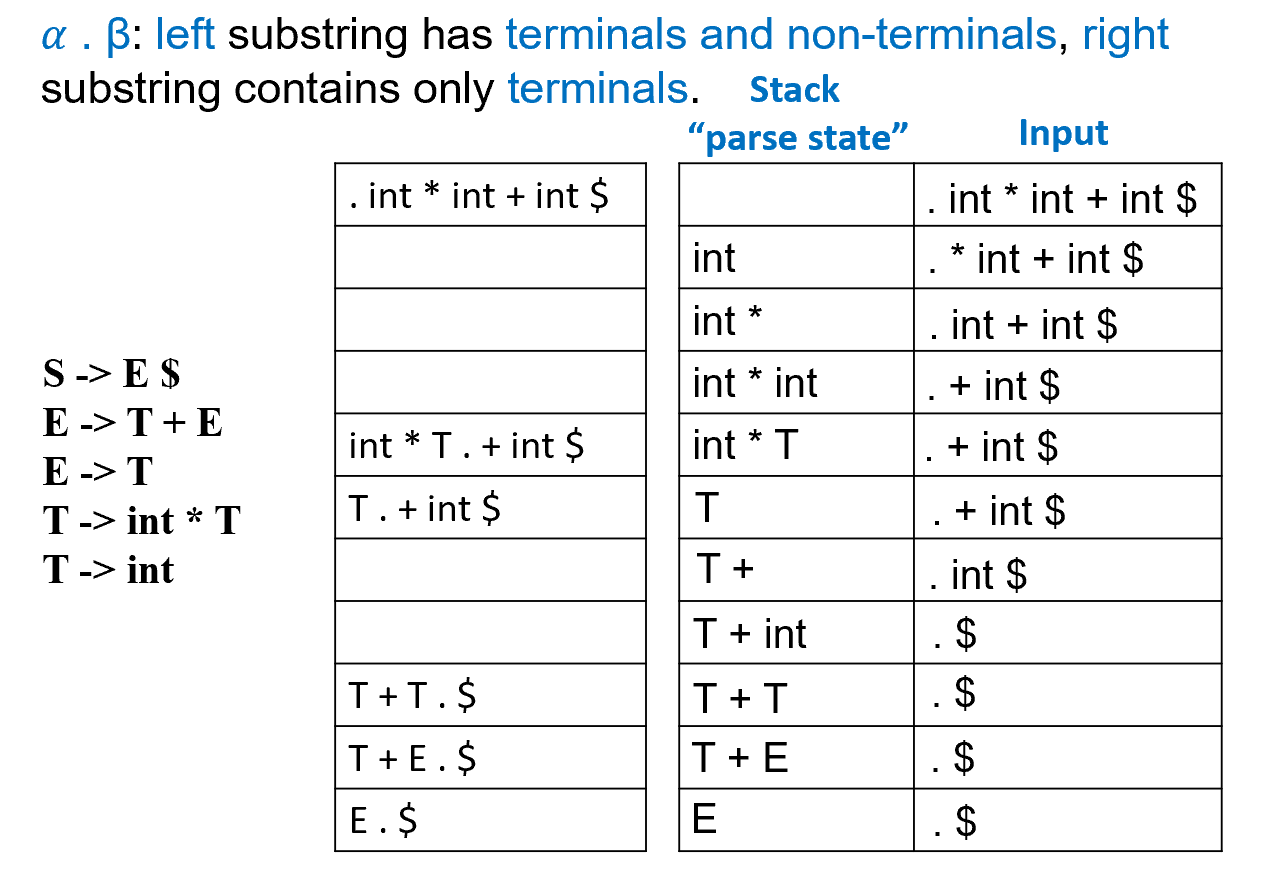 α . β: left substring has terminals and non-terminals, right
substring contains only terminals.
Stack
“parse state”
Input
S -> E $
E -> T + E
E -> T
T -> int * T
T -> int
. int * int + int $
int * T . + int $
T . + int $
T + T . $
T + E . $
E . $
. int * int + int $
int . * int + int $
int * . int + int $
int * int . + int $
int * T . + int $
T . + int $
T + . int $
T + int . $
T + T . $
T + E . $
E . $